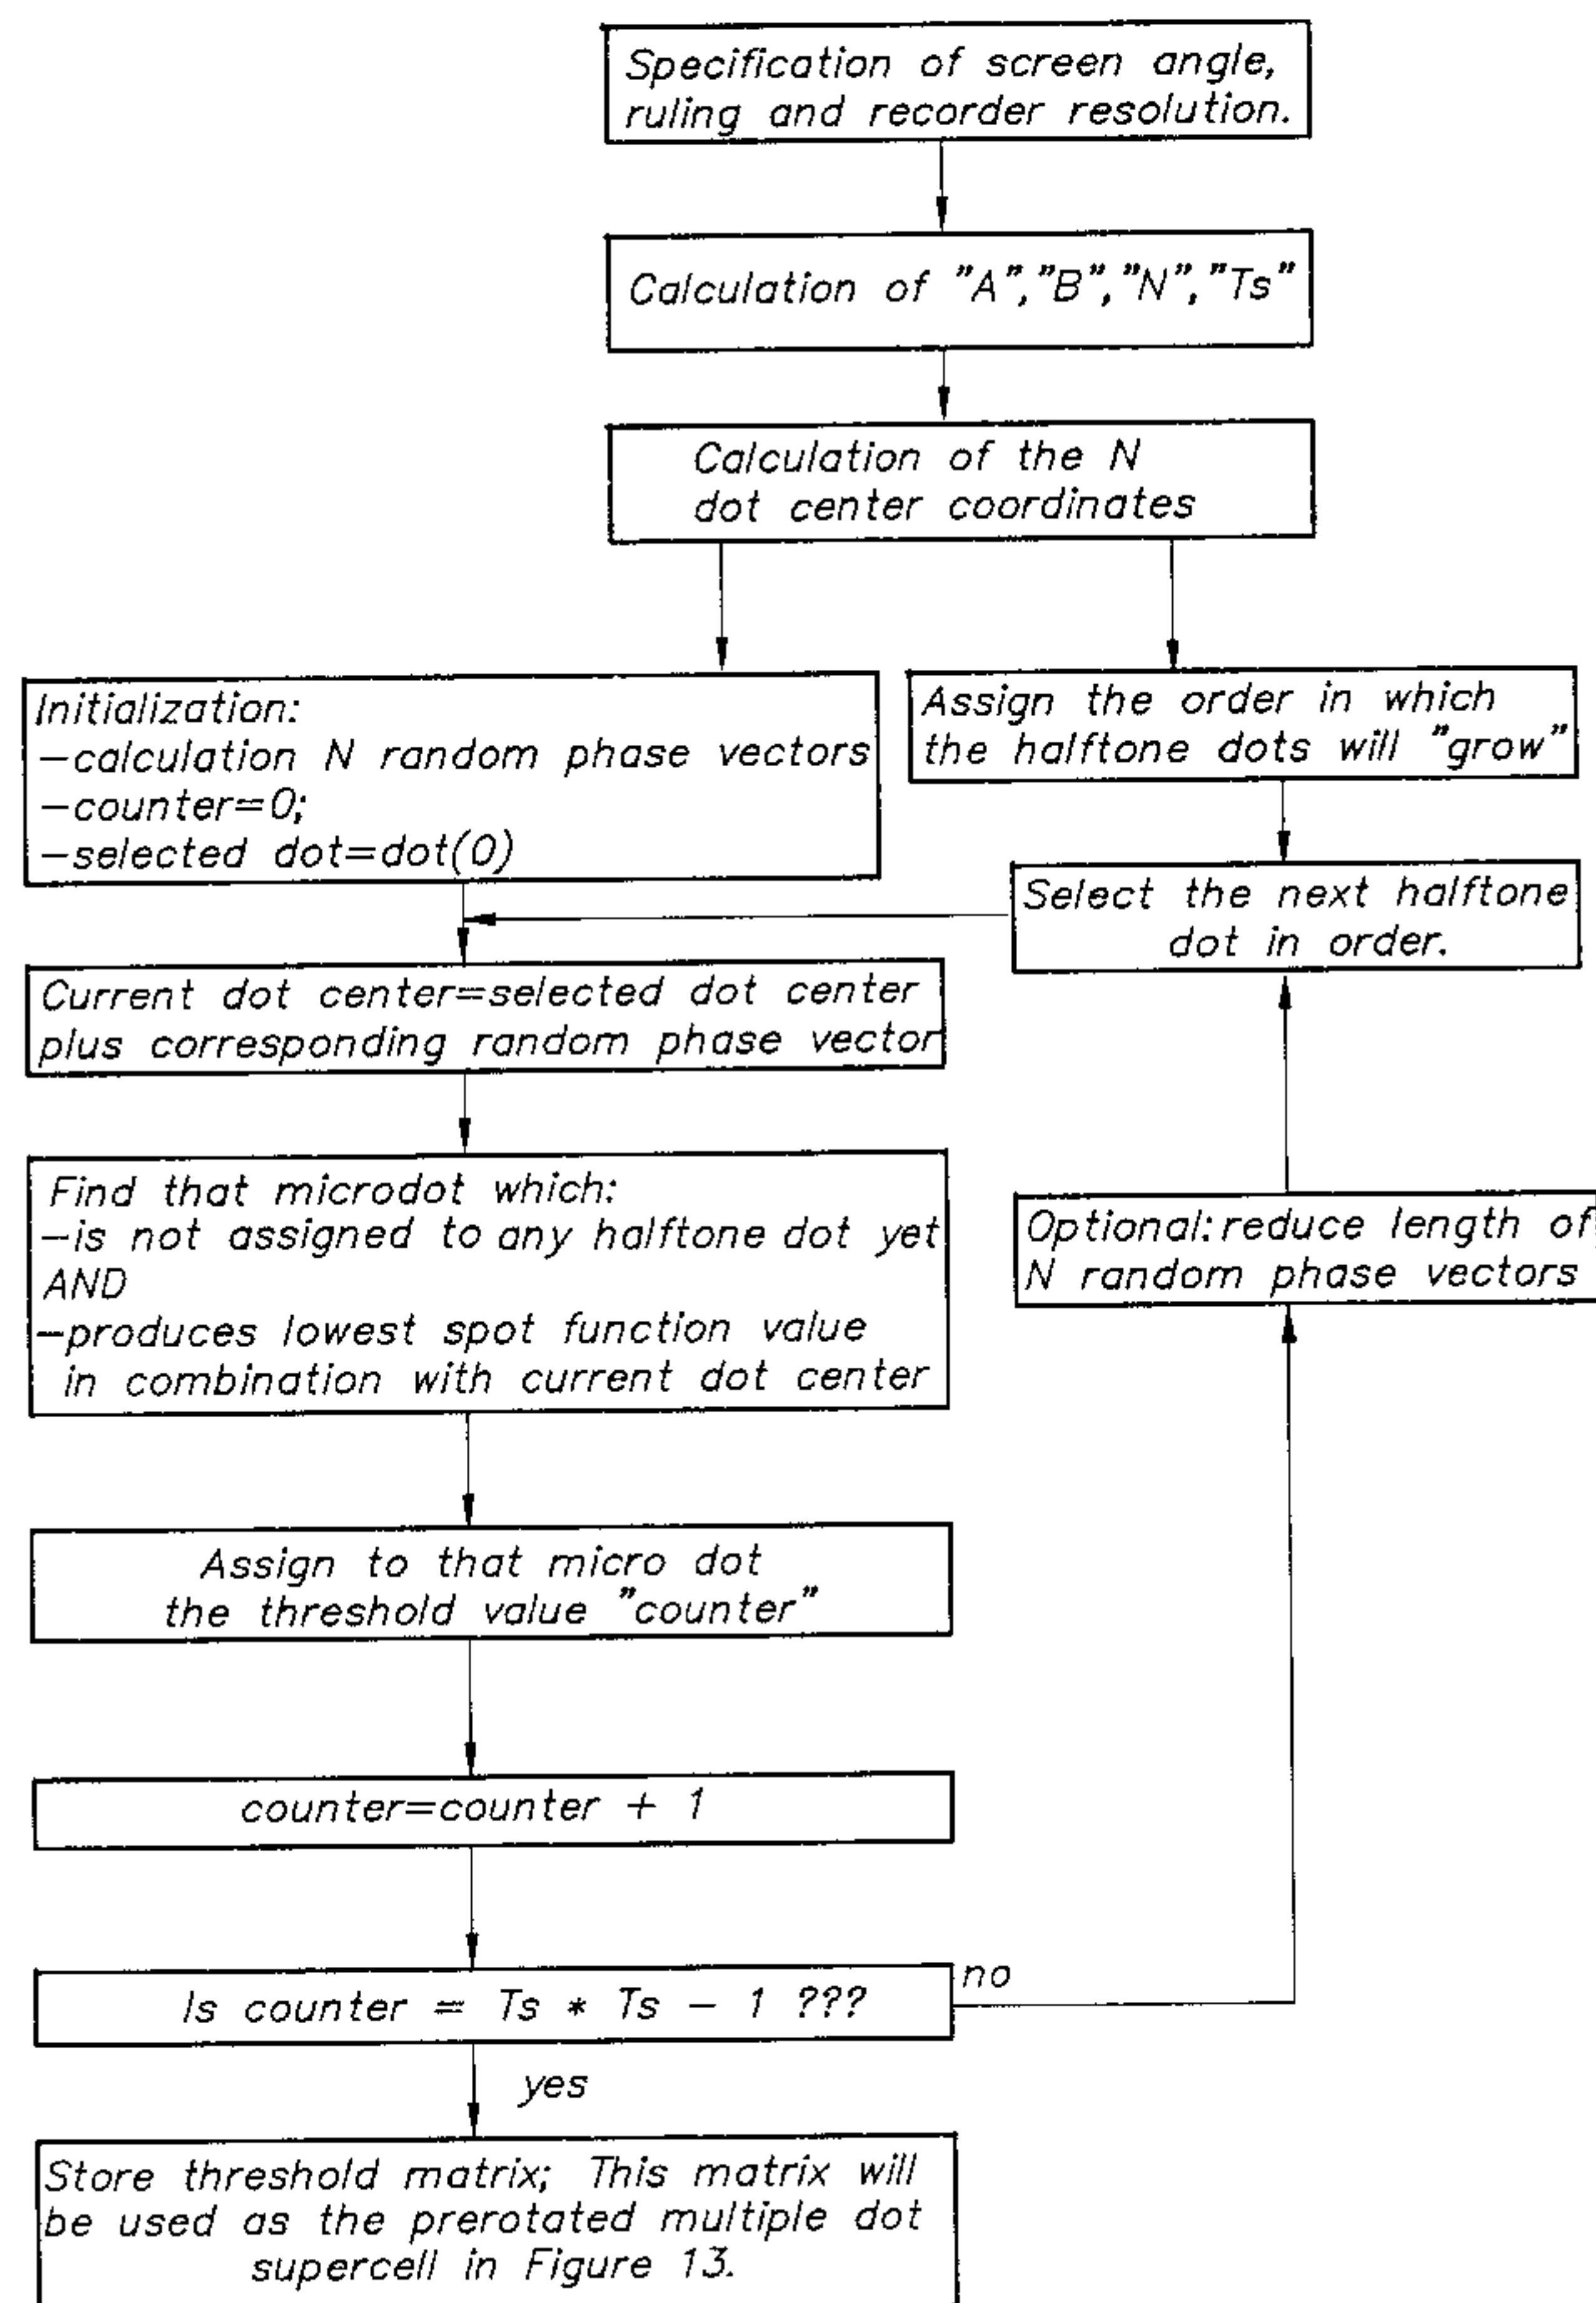 Specification of screen angle,
ruling and recorder resolution.
Calculation of "A","B","N","Ts"
Calculation of the N
dot center coordinates
Initialization:
-calculation N random phase vectors
-counter=0;
-selected dot=dot(0)
Assign the order in which
the halftone dots will "grow"
Select the next halftone
dot in order.
Current dot center=selected dot center
plus corresponding random phase vector
Find that microdot which:
-is not assigned to any halftone dot yet
AND
-produces lowest spot function value
in combination with current dot center
Optional: reduce length of
N random phase vectors
Assign to that micro dot
the threshold value "counter"
counter=counter + 1
Is counter = Ts * Ts - 1 ???
no
yes
Store threshold matrix; This matrix will
be used as the prerotated multiple dot
supercell in Figure 13.